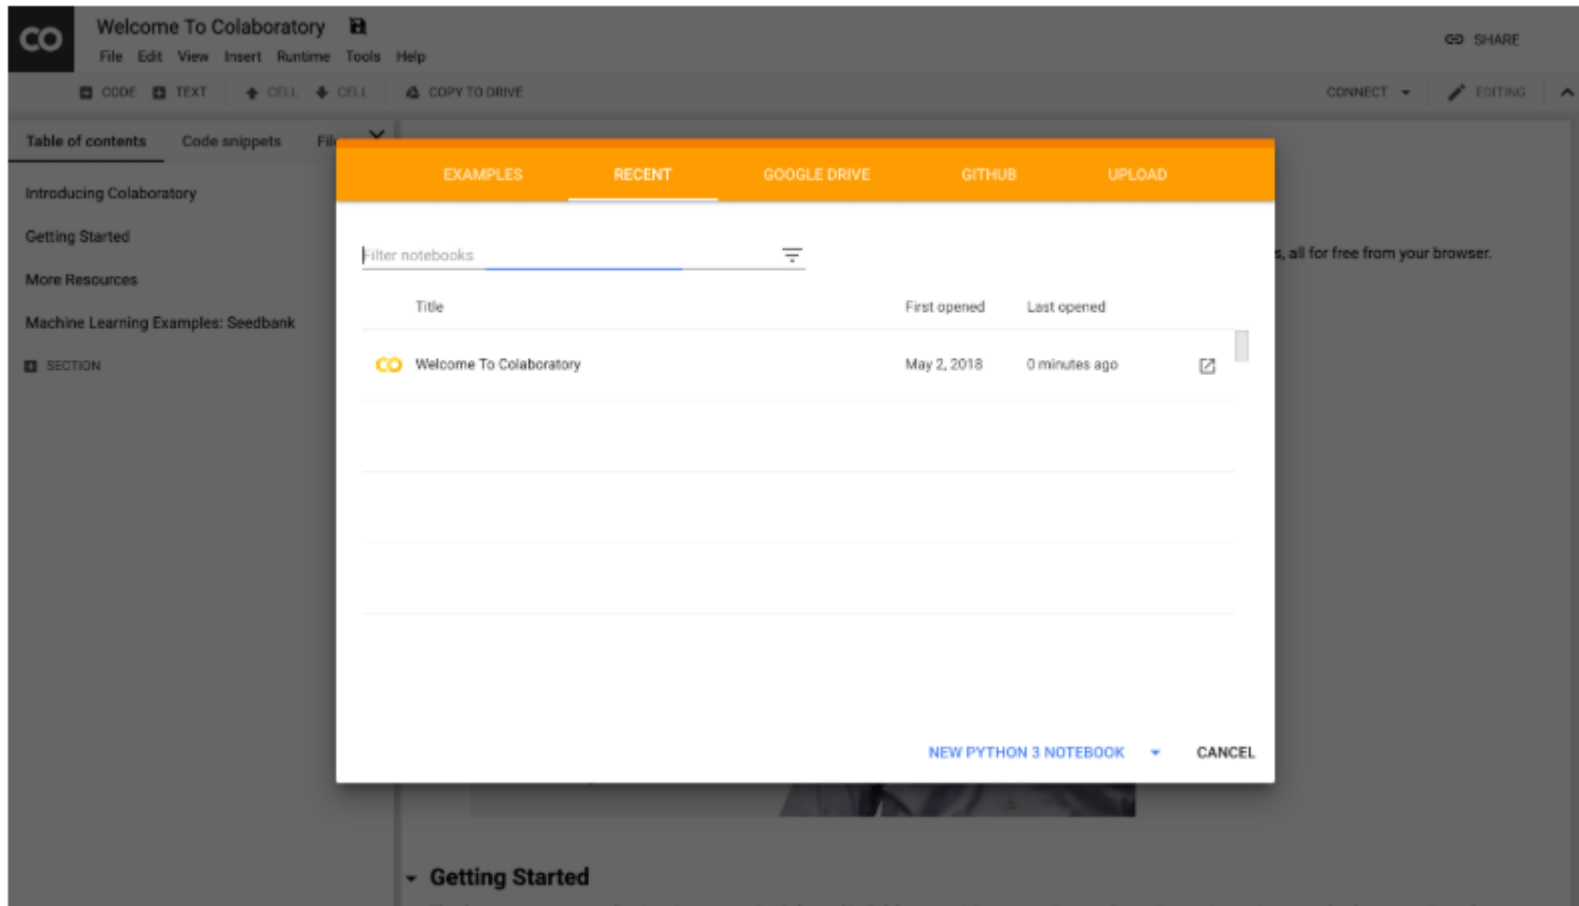 CO Welcome To Colaboratory
File Edit View Insert Runtime Tools Help
SHARE
CODE TEXT CELL CELL COPY TO DRIVE
CONNECT EDITING
Table of contents Code snippets Fil
Introducing Colaboratory
Getting Started
More Resources
Machine Learning Examples: Seedbank
SECTION
EXAMPLES RECENT GOOGLE DRIVE GITHUB UPLOAD
Filter notebooks
s, all for free from your browser.
Title First opened Last opened
CO Welcome To Colaboratory May 2, 2018 0 minutes ago
NEW PYTHON 3 NOTEBOOK CANCEL
Getting Started